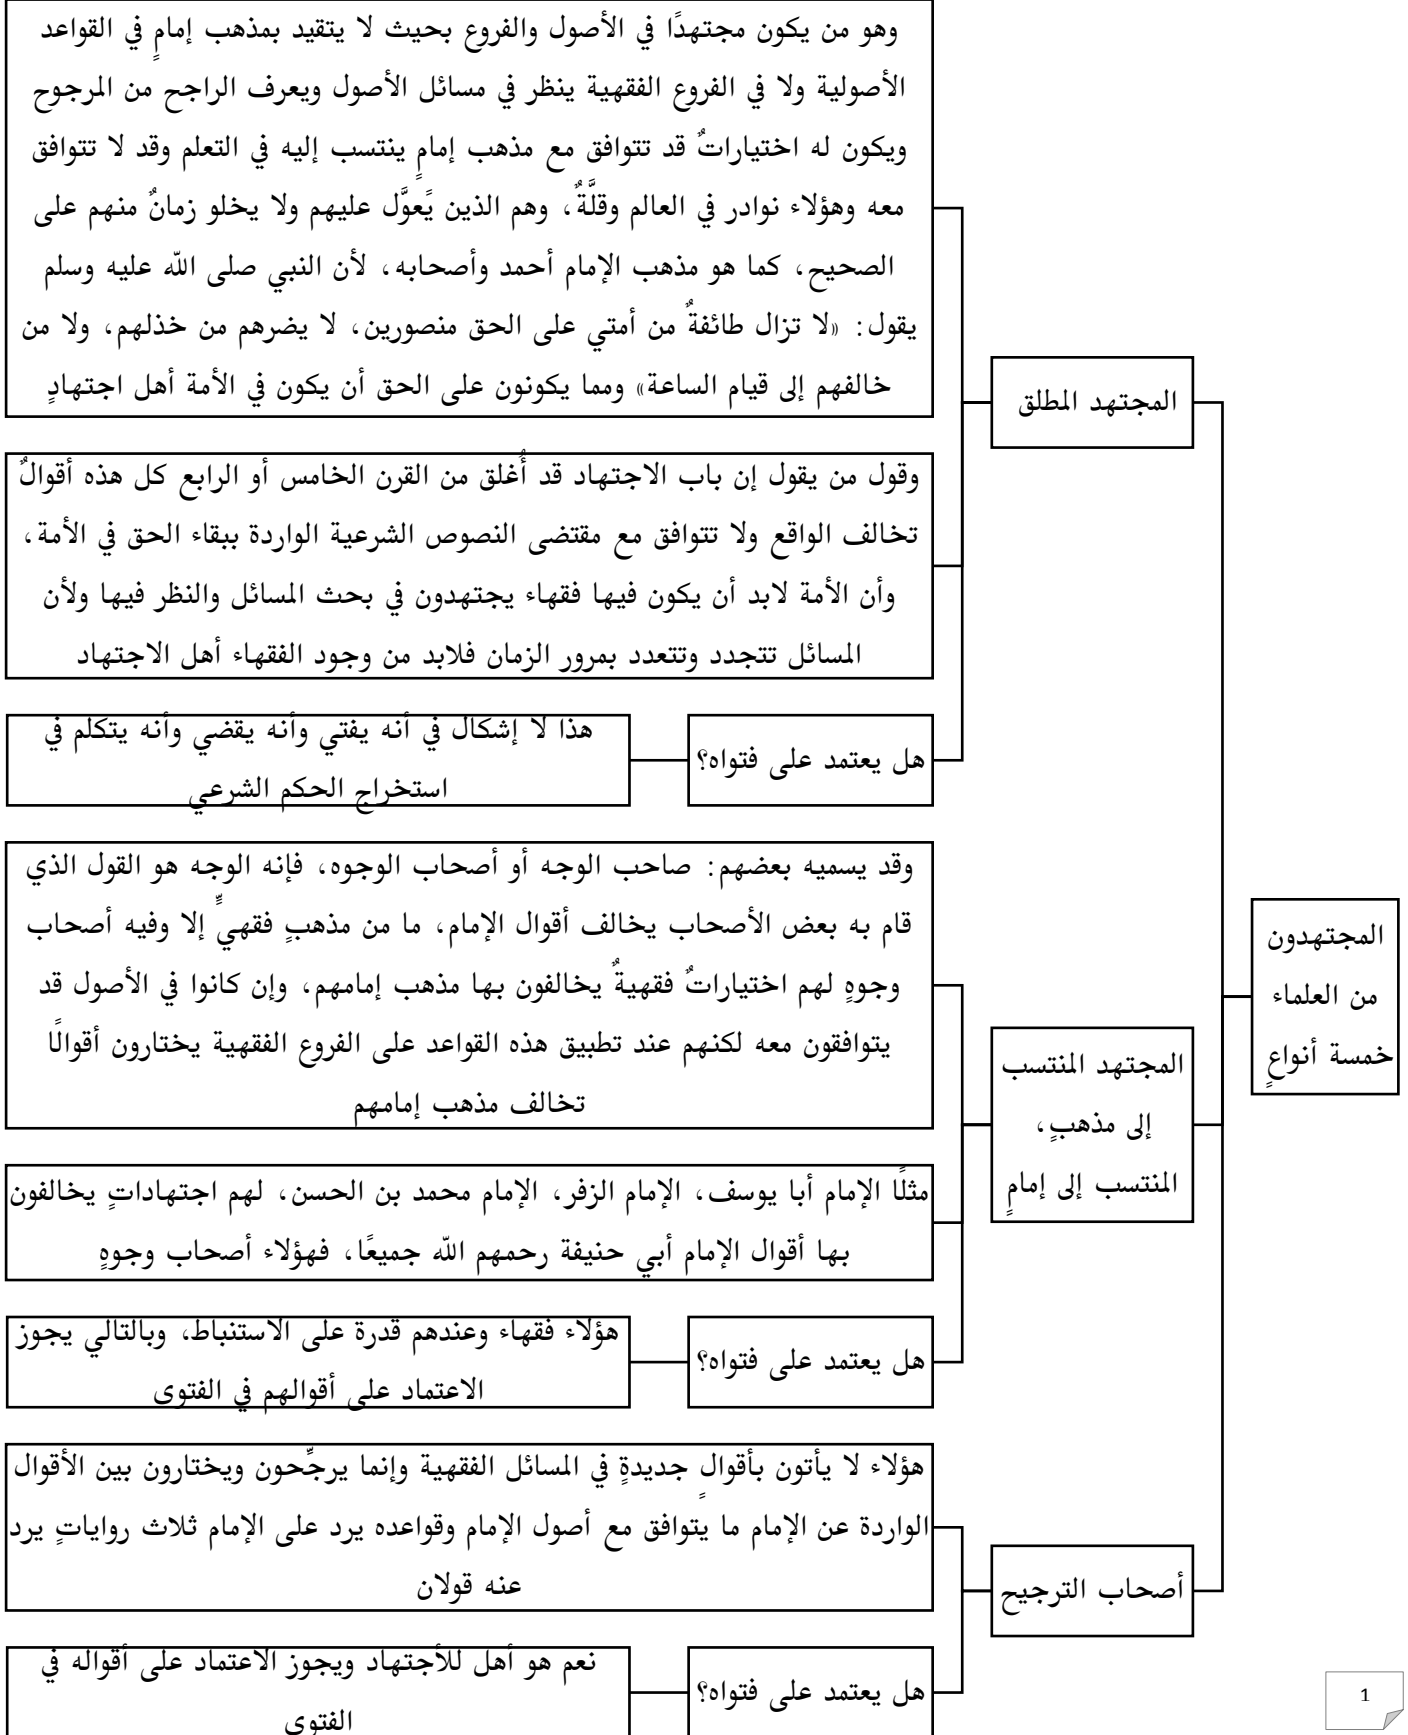 المجتهدون
من العلماء
خمسة أنواعٍ
المجتهد المطلق
وهو من يكون مجتهدًا في الأصول والفروع بحيث لا يتقيد بمذهب إمامٍ في القواعد
الأصولية ولا في الفروع الفقهية ينظر في مسائل الأصول ويعرف الراجح من المرجوح
ويكون له اختياراتٌ قد تتوافق مع مذهب إمامٍ ينتسب إليه في التعلم وقد لا تتوافق
معه وهؤلاء نوادر في العالم وقلَّةٌ، وهم الذين يًعوَّل عليهم ولا يخلو زمانٌ منهم على
الصحيح، كما هو مذهب الإمام أحمد وأصحابه، لأن النبي صلى الله عليه وسلم
يقول: «لا تزال طائفةٌ من أمتي على الحق منصورين، لا يضرهم من خذلهم، ولا من
خالفهم إلى قيام الساعة» ومما يكونون على الحق أن يكون في الأمة أهل اجتهادٍ
وقول من يقول إن باب الاجتهاد قد أُغلق من القرن الخامس أو الرابع كل هذه أقوالٌ
تخالف الواقع ولا تتوافق مع مقتضى النصوص الشرعية الواردة ببقاء الحق في الأمة،
وأن الأمة لابد أن يكون فيها فقهاء يجتهدون في بحث المسائل والنظر فيها ولأن
المسائل تتجدد وتتعدد بمرور الزمان فلابد من وجود الفقهاء أهل الاجتهاد
هل يعتمد على فتواه؟
هذا لا إشكال في أنه يفتي وأنه يقضي وأنه يتكلم في
استخراج الحكم الشرعي
المجتهد المنتسب
إلى مذهبٍ،
المنتسب إلى إمامٍ
وقد يسميه بعضهم: صاحب الوجه أو أصحاب الوجوه، فإنه الوجه هو القول الذي
قام به بعض الأصحاب يخالف أقوال الإمام، ما من مذهبٍ فقهيٍّ إلا وفيه أصحاب
وجوهٍ لهم اختياراتٌ فقهيةٌ يخالفون بها مذهب إمامهم، وإن كانوا في الأصول قد
يتوافقون معه لكنهم عند تطبيق هذه القواعد على الفروع الفقهية يختارون أقوالًا
تخالف مذهب إمامهم
مثلًا الإمام أبا يوسف، الإمام الزفر، الإمام محمد بن الحسن، لهم اجتهاداتٍ يخالفون
بها أقوال الإمام أبي حنيفة رحمهم الله جميعًا، فهؤلاء أصحاب وجوهٍ
هل يعتمد على فتواه؟
هؤلاء فقهاء وعندهم قدرة على الاستنباط، وبالتالي يجوز
الاعتماد على أقوالهم في الفتوى
أصحاب الترجيح
هؤلاء لا يأتون بأقوالٍ جديدةٍ في المسائل الفقهية وإنما يرجِّحون ويختارون بين الأقوال
الواردة عن الإمام ما يتوافق مع أصول الإمام وقواعده يرد على الإمام ثلاث رواياتٍ يرد
عنه قولان
هل يعتمد على فتواه؟
نعم هو أهل للأجتهاد ويجوز الاعتماد على أقواله في
الفتوى
1